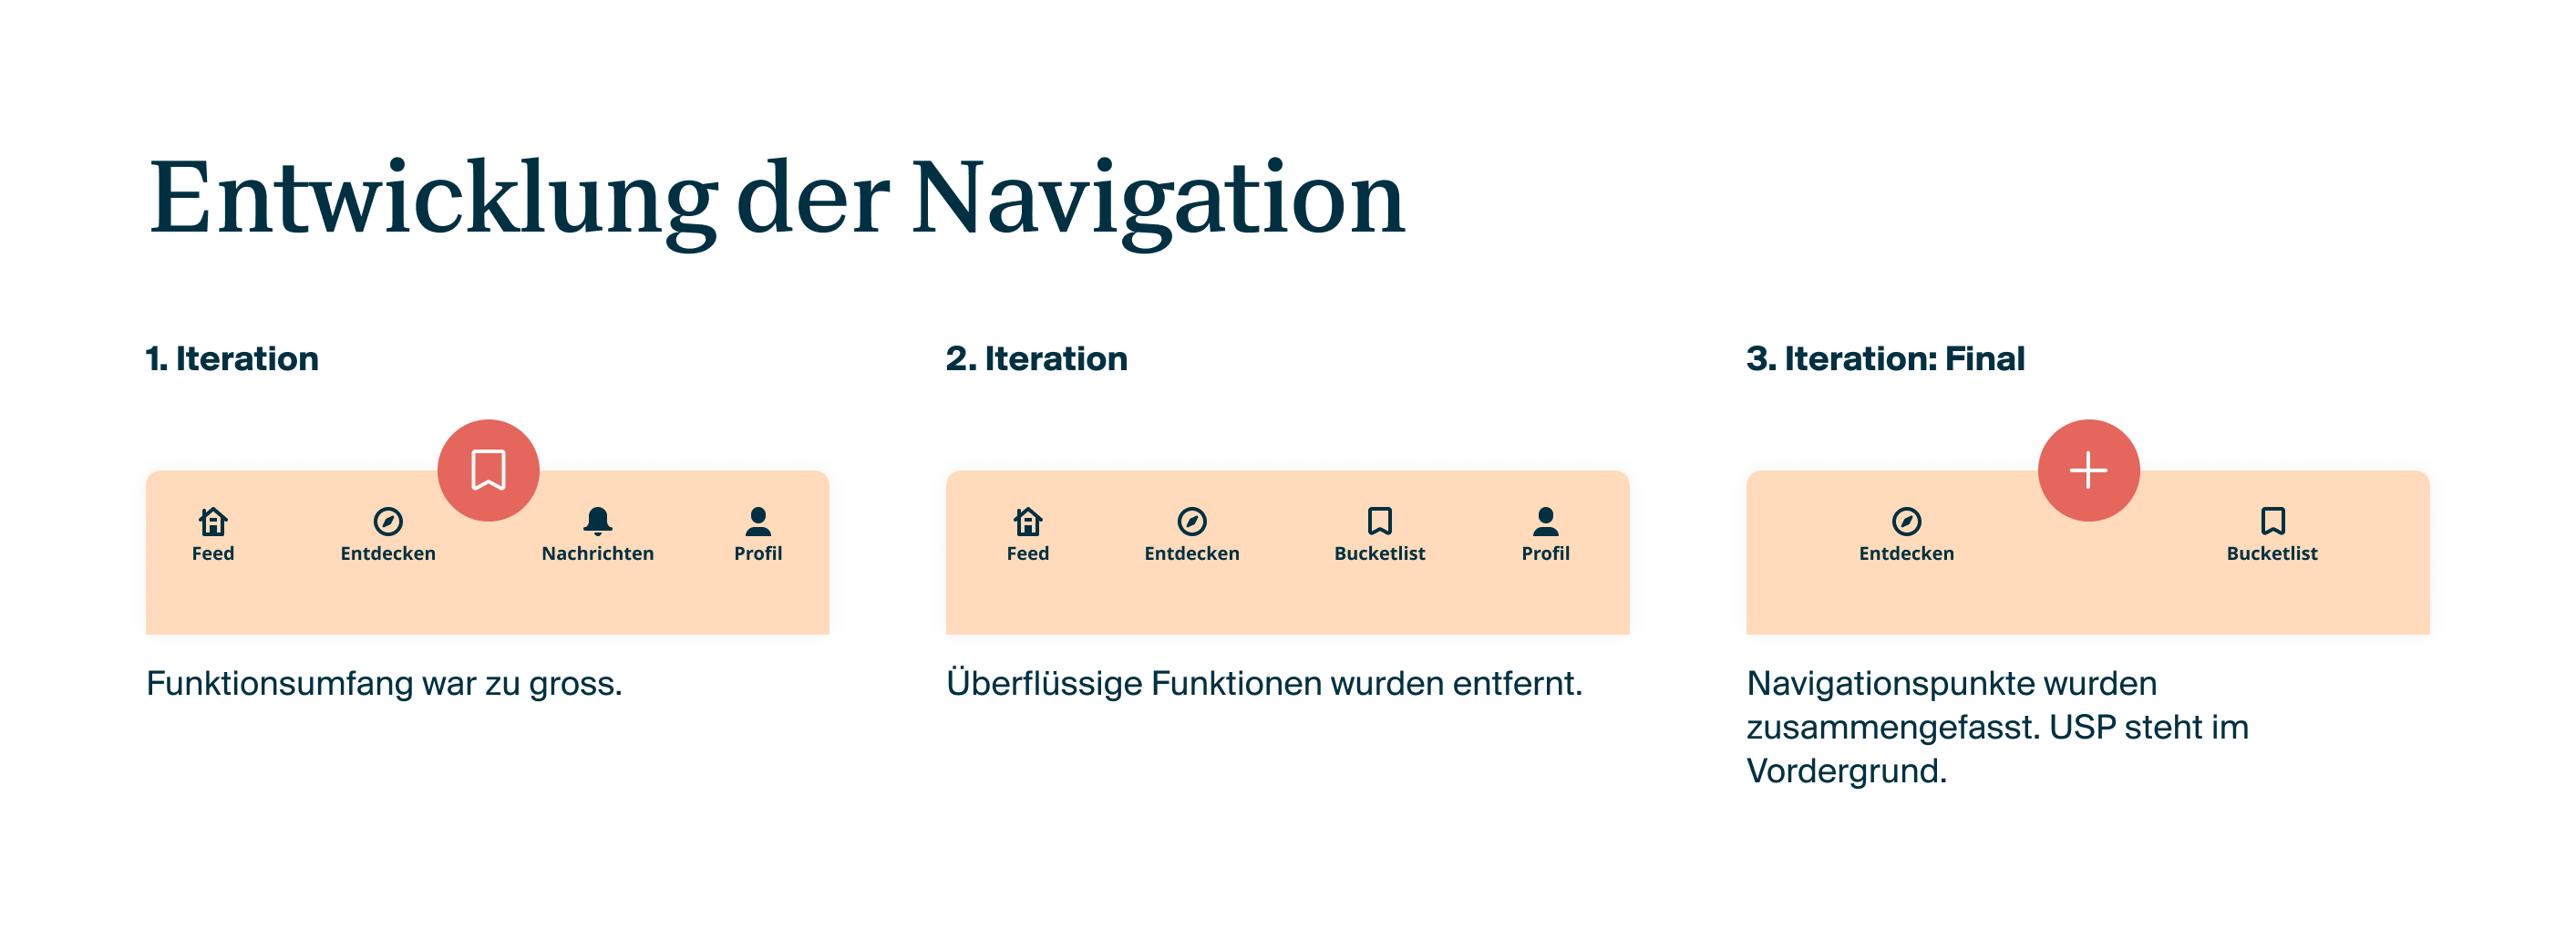 Entwicklung der Navigation
1. Iteration
Feed
Entdecken
Nachrichten
Profil
Funktionsumfang war zu gross.
2. Iteration
Feed
Entdecken
Bucketlist
Profil
Überflüssige Funktionen wurden entfernt.
3. Iteration: Final
Entdecken
Bucketlist
Navigationspunkte wurden
zusammengefasst. USP steht im
Vordergrund.